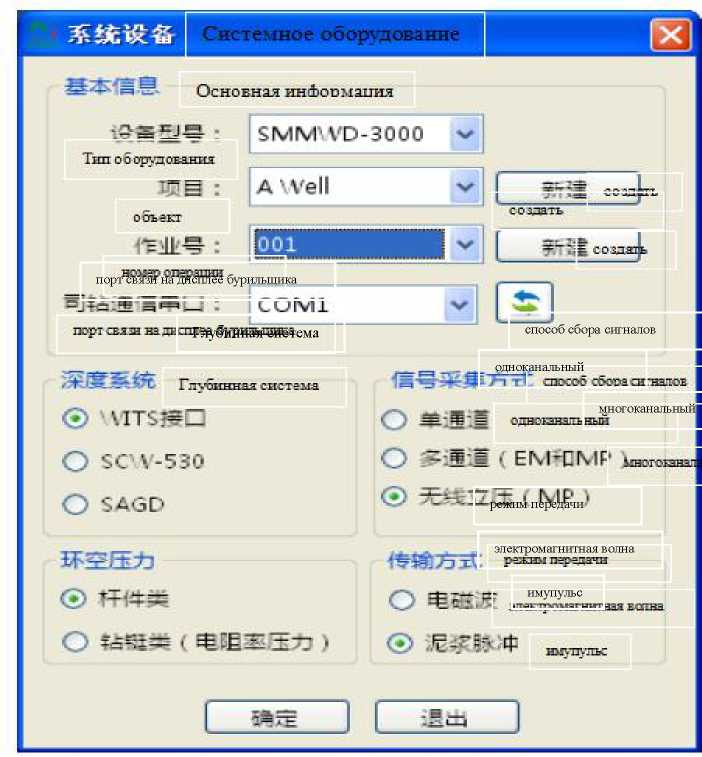 系统设备 Системное оборудование
基本信息 Основная информация
设备型号： SMMWD-3000
Тип оборудования
项目： A Well 新建 создать
объект создать
作业号： 001 新建 создать
номер операции
порт связи на дисплее бурильщика
司钻通信串口： COM1
порт связи на дисплее бурильщика Глубинная система способ сбора сигналов
одноканальный
深度系统 Глубинная система 信号采集方式 способ сбора сигналов
многоканальный
WITS接口 单通道 одноканальный
SCW-530 多通道（EM和MP） многоканаль
SAGD 无线立压（MP）
режим передачи
электромагнитная волна
环空压力 传输方式 режим передачи
имупульс
杆件类 电磁波 электромагнитная волна
钻铤类（电阻率压力） 泥浆脉冲 имупульс
确定 退出